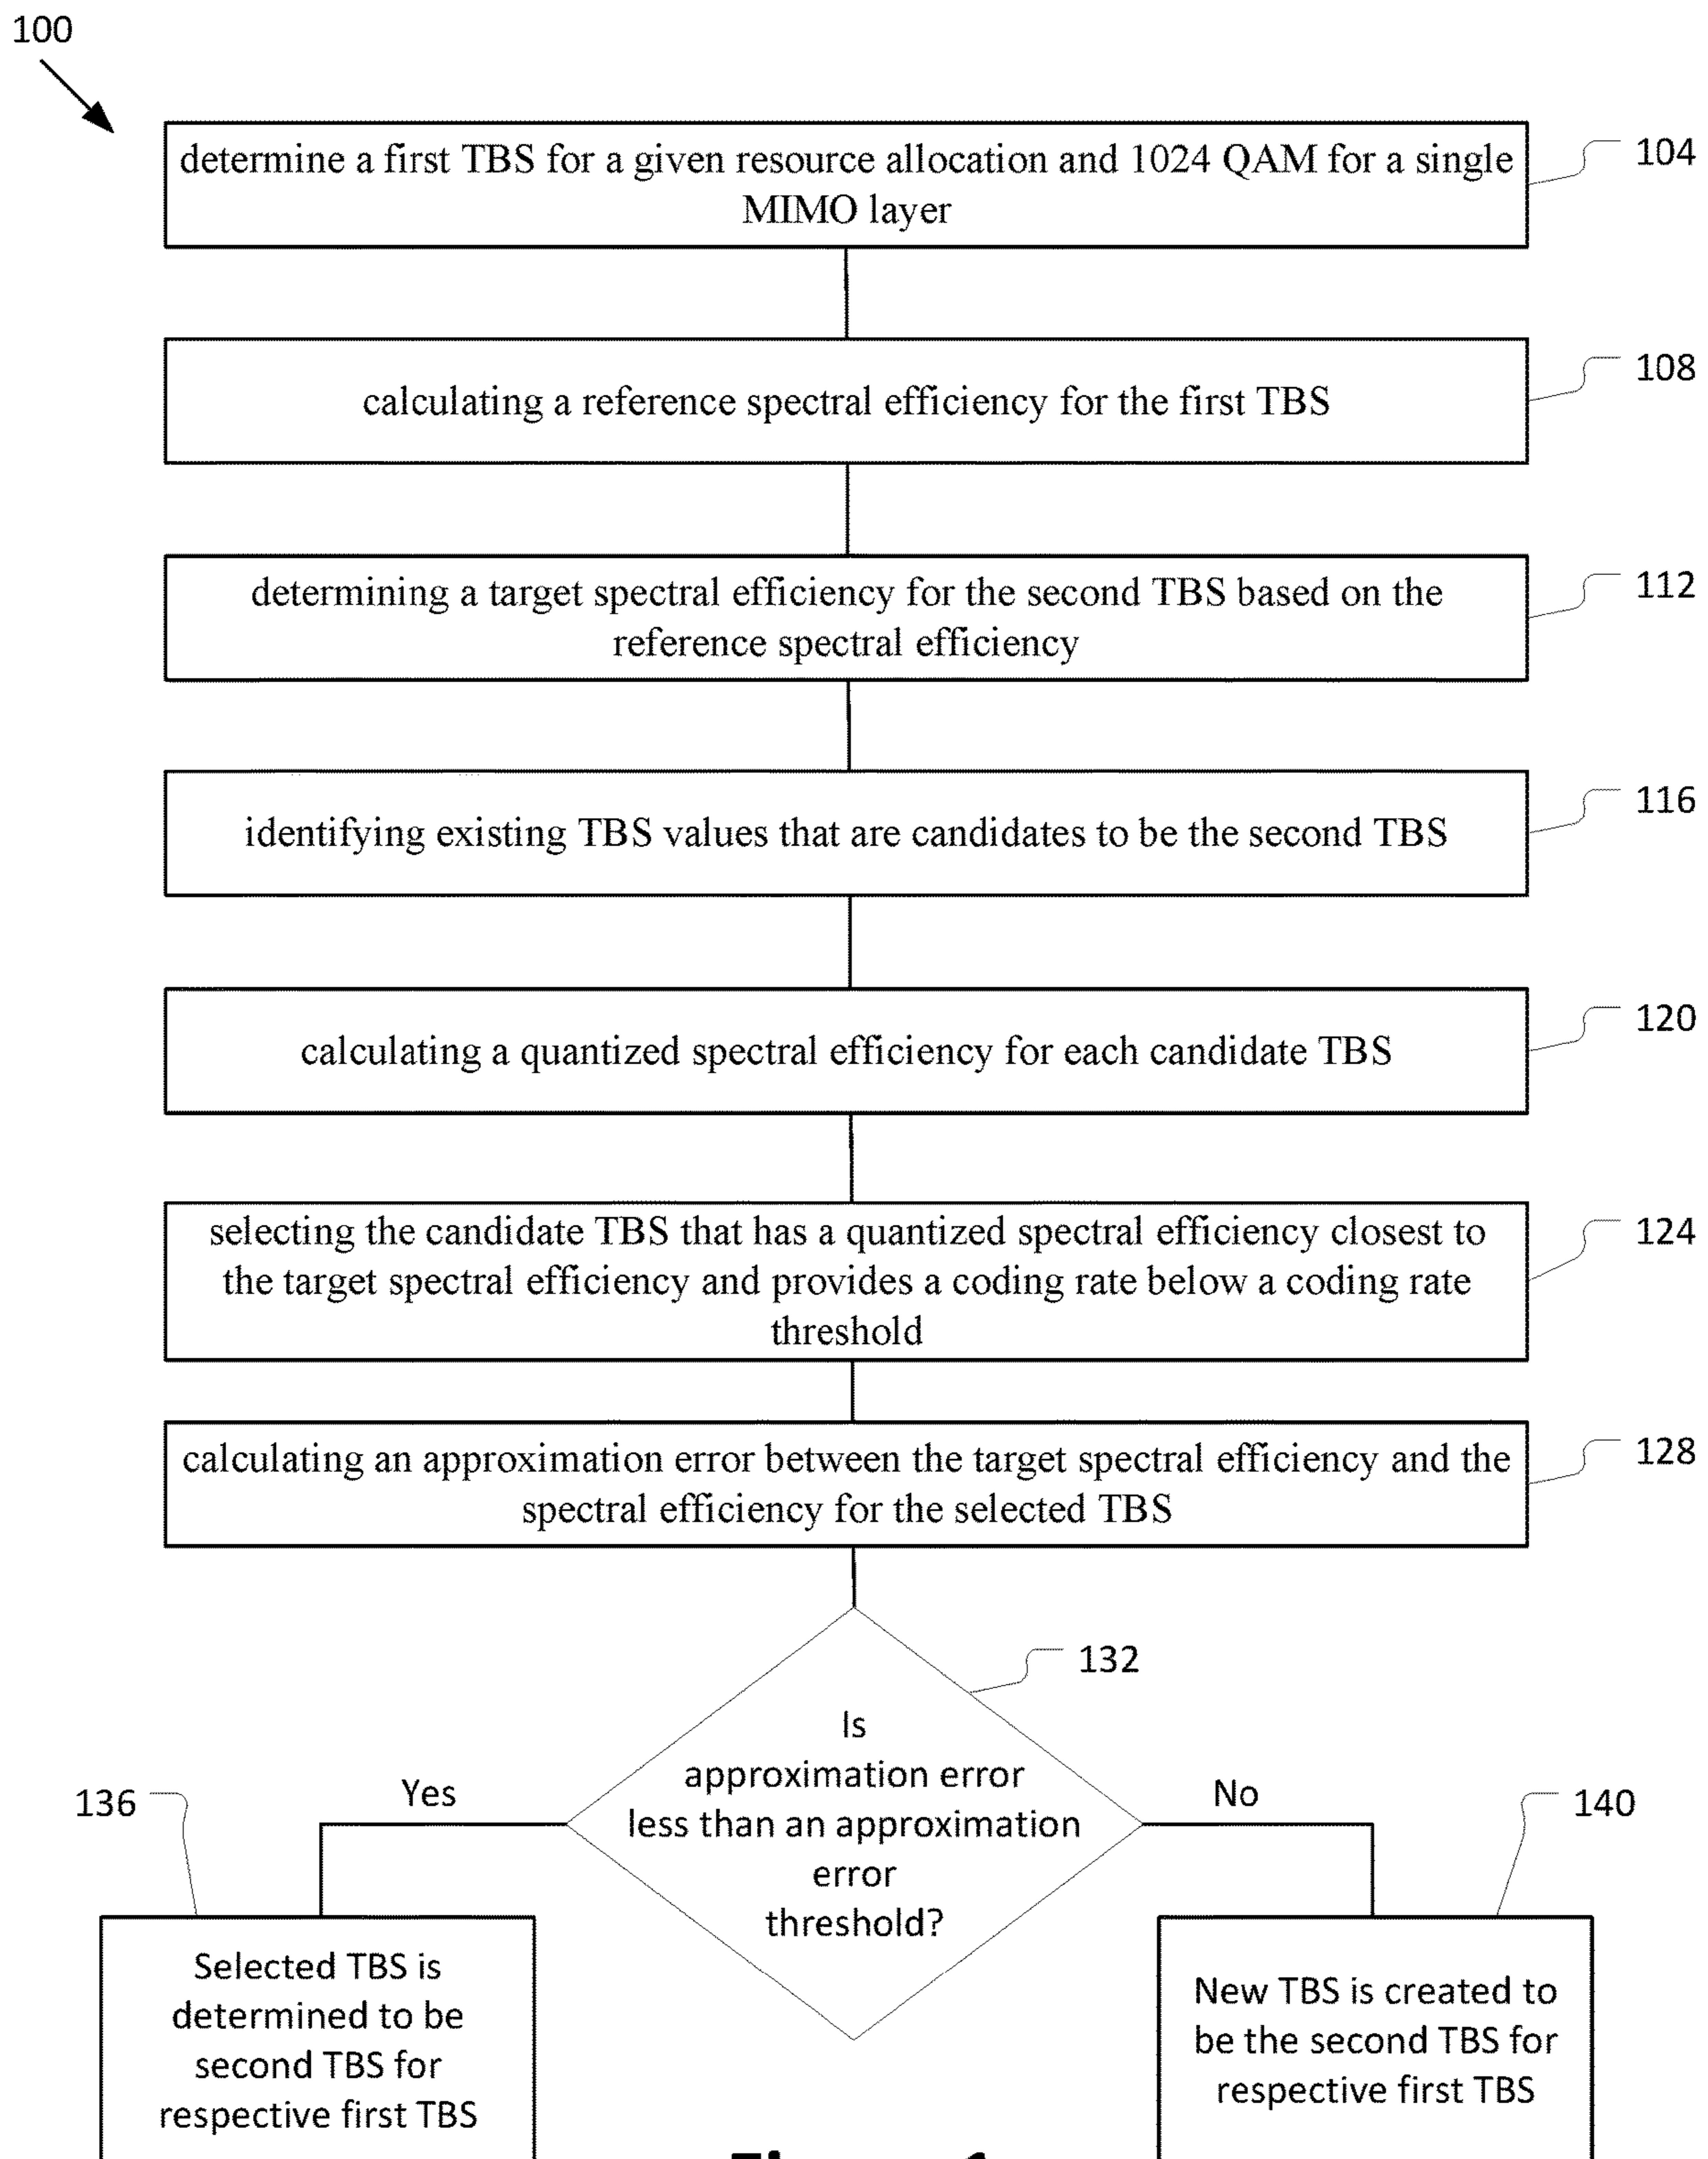 100
determine a first TBS for a given resource allocation and 1024 QAM for a single
MIMO layer
104
calculating a reference spectral efficiency for the first TBS
108
determining a target spectral efficiency for the second TBS based on the
reference spectral efficiency
112
identifying existing TBS values that are candidates to be the second TBS
116
calculating a quantized spectral efficiency for each candidate TBS
120
selecting the candidate TBS that has a quantized spectral efficiency closest to
the target spectral efficiency and provides a coding rate below a coding rate
threshold
124
calculating an approximation error between the target spectral efficiency and the
spectral efficiency for the selected TBS
128
132
Is
approximation error
less than an approximation
error
threshold?
Yes
No
136
140
Selected TBS is
determined to be
second TBS for
respective first TBS
New TBS is created to
be the second TBS for
respective first TBS